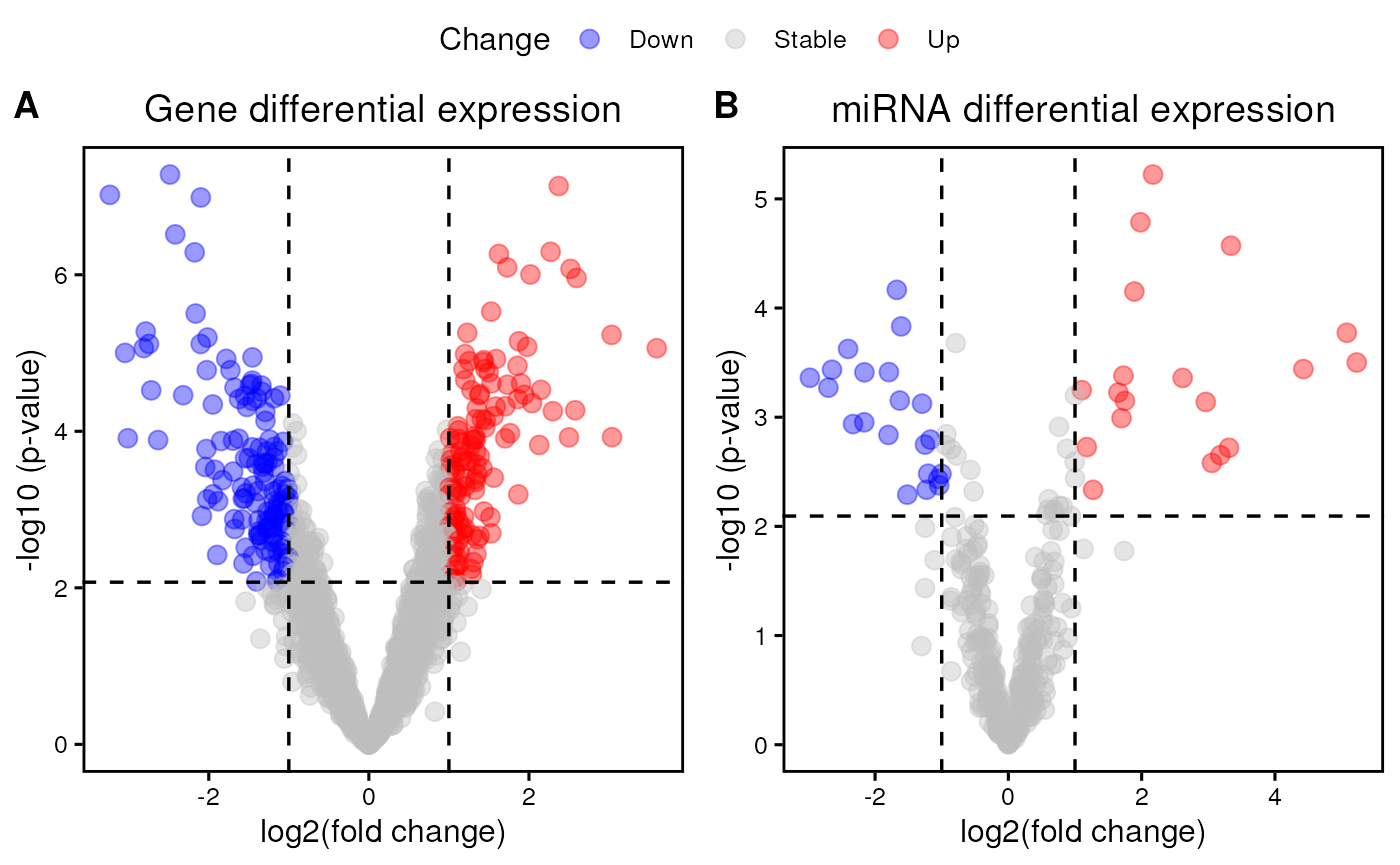 Change Down Stable Up
A Gene differential expression
-log10 (p-value)
6
4
2
0
-2 0 2
log2(fold change)
B miRNA differential expression
-log10 (p-value)
5
4
3
2
1
0
-2 0 2 4
log2(fold change)